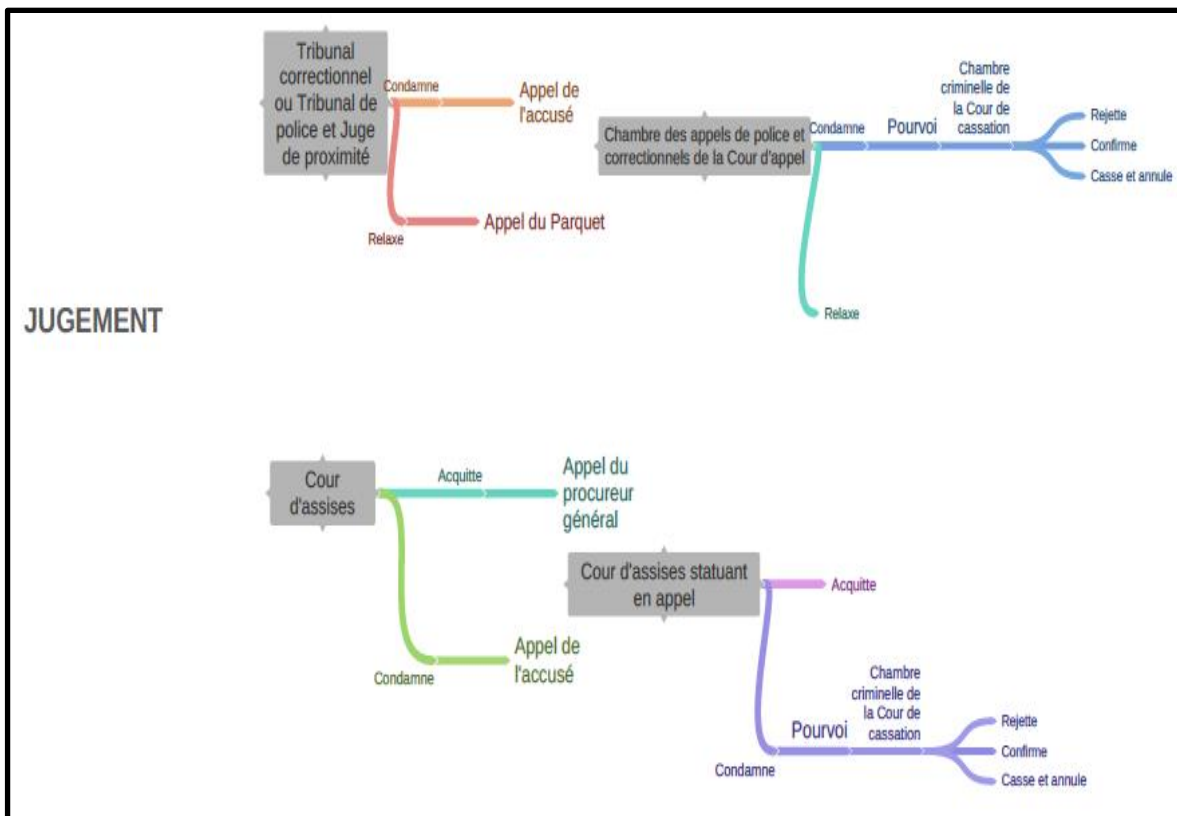 Tribunal
correctionnel
ou Tribunal de
police et Juge
de proximité
Condamne
Appel de
l'accusé
Relaxe
Appel du Parquet
Chambre des appels de police et
correctionnels de la Cour d'appel
Condamne
Pourvoi
Chambre
criminelle de
la Cour de
cassation
Rejette
Confirme
Casse et annule
Relaxe
JUGEMENT
Cour
d'assises
Acquitte
Appel du
procureur
général
Condamne
Appel de
l'accusé
Cour d'assises statuant
en appel
Acquitte
Condamne
Pourvoi
Chambre
criminelle de
la Cour de
cassation
Rejette
Confirme
Casse et annule